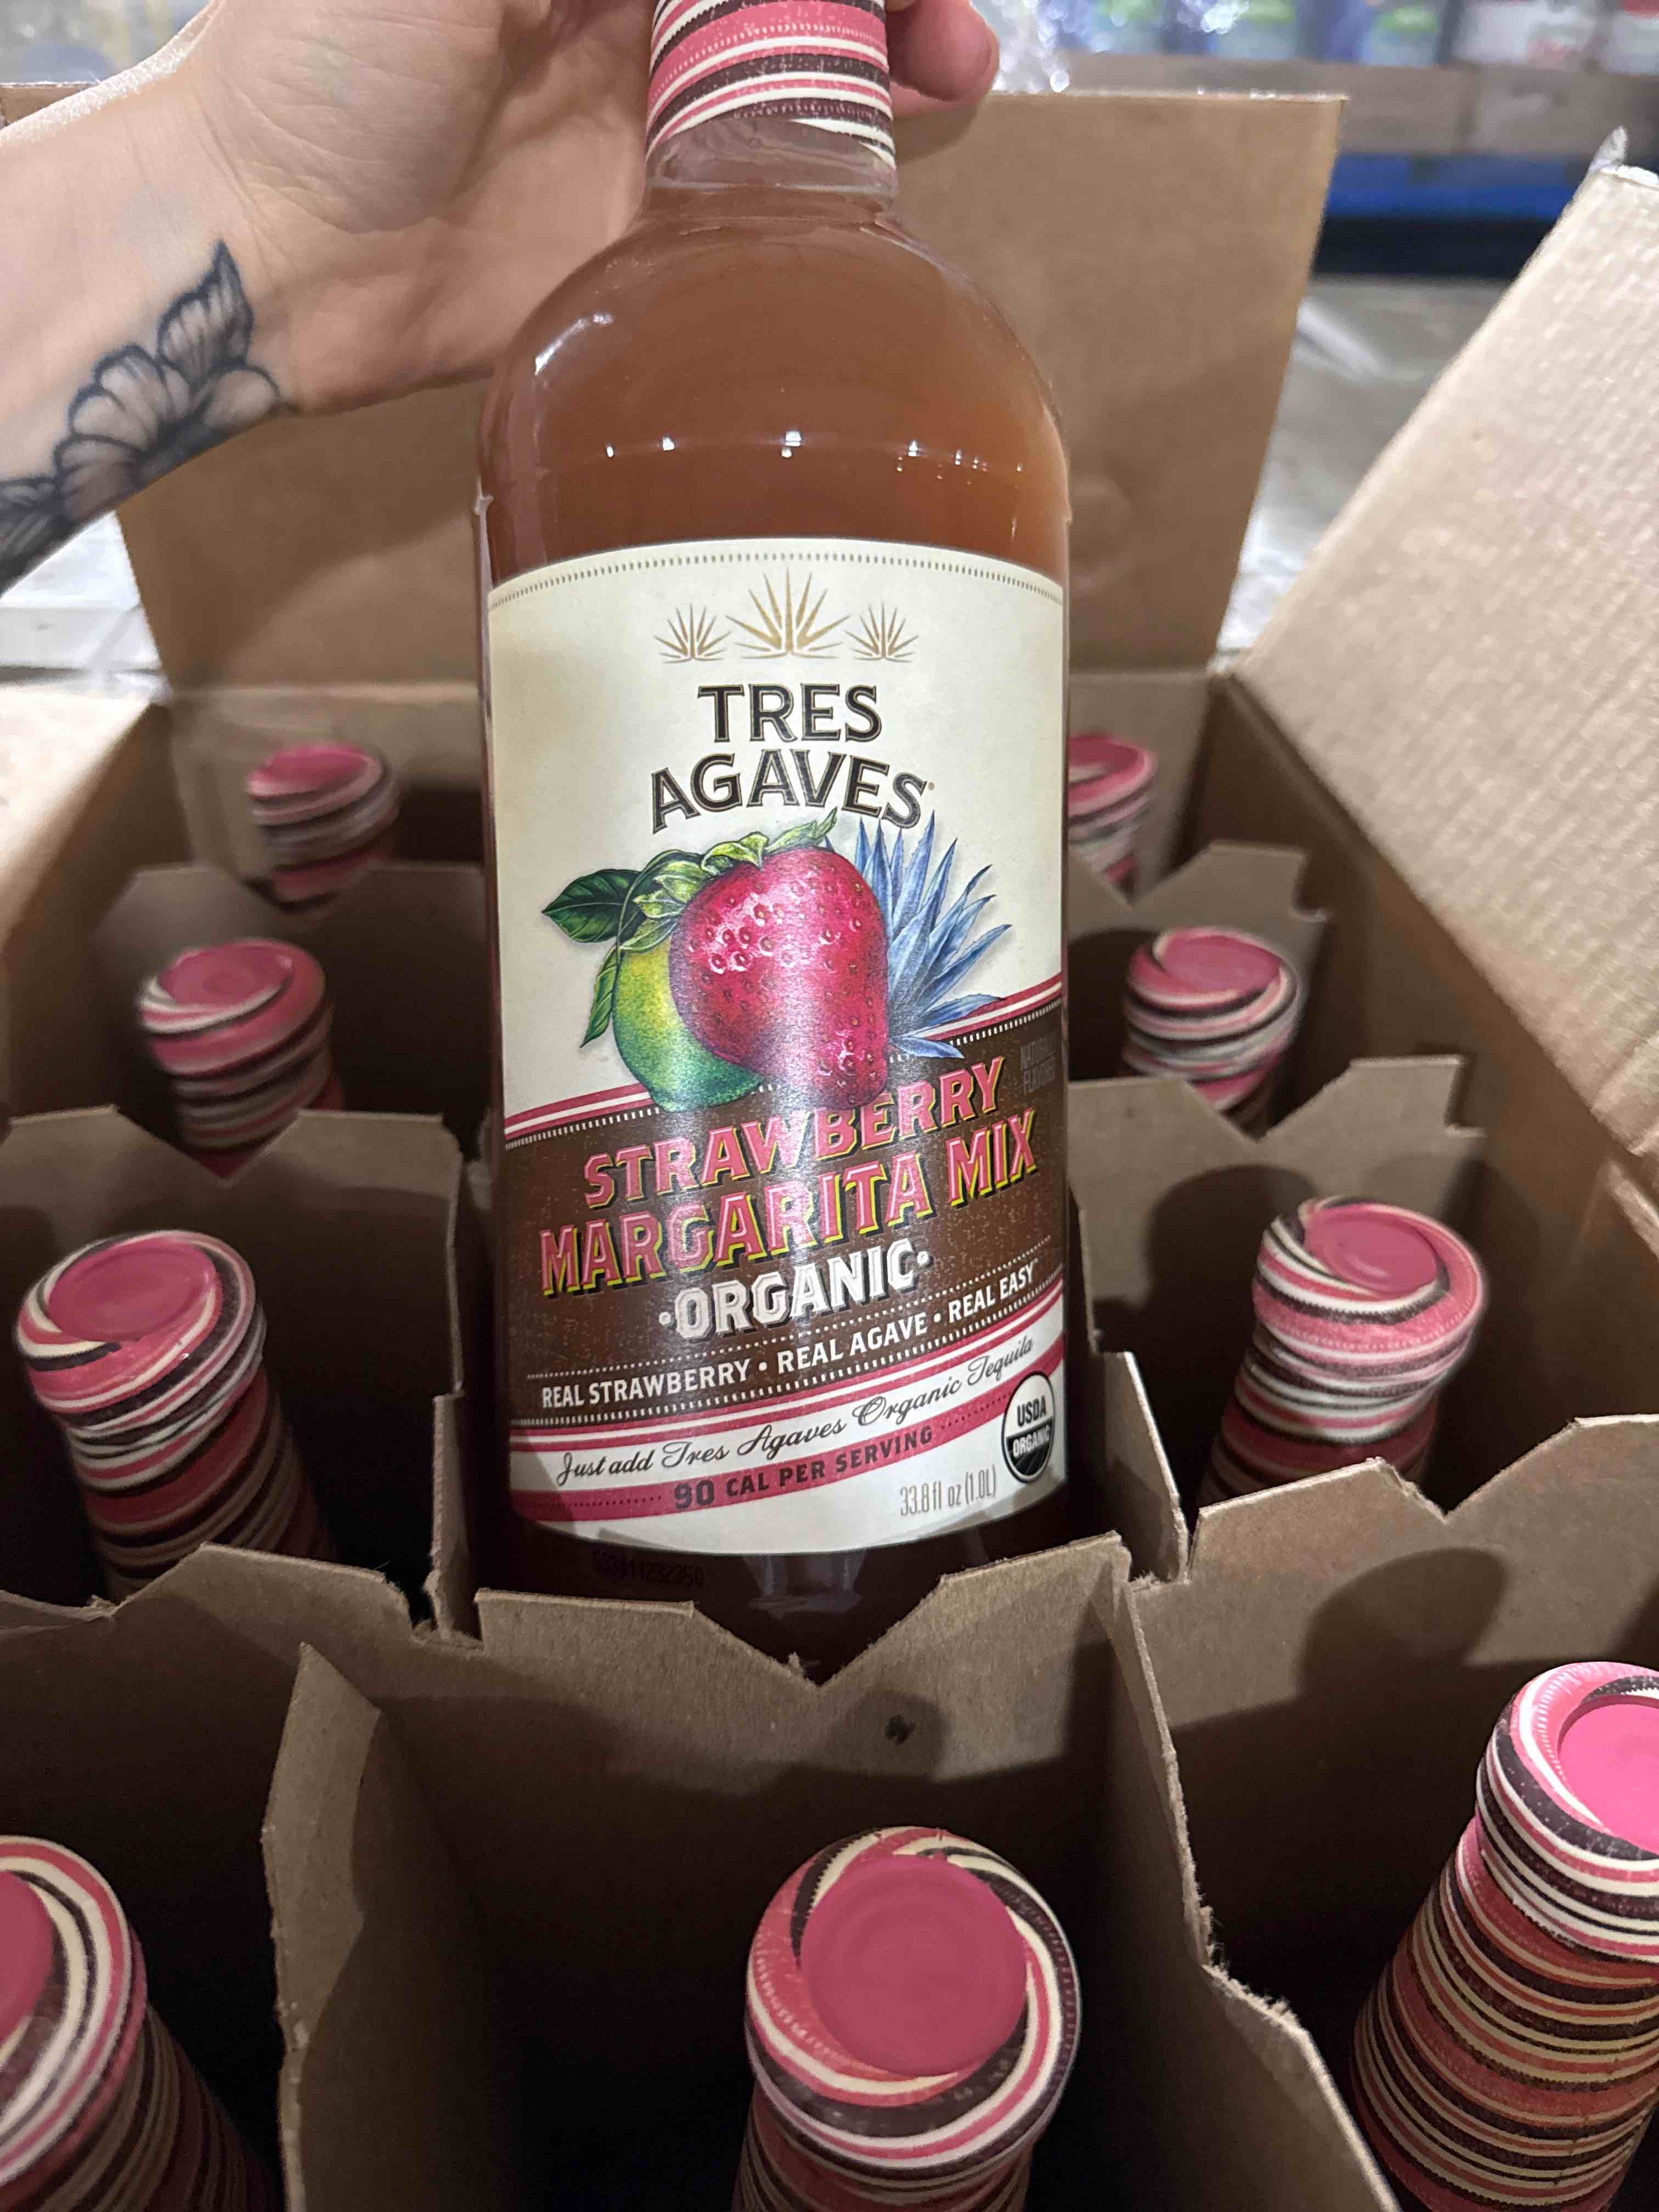 TRES
AGAVES
NATURALLY
FLAVORED
STRAWBERRY
MARGARITA MIX
•ORGANIC•
REAL STRAWBERRY • REAL AGAVE • REAL EASY™
Just add Tres Agaves Organic Tequila
90 CAL PER SERVING
USDA
ORGANIC
33.8 fl oz (1.0L)